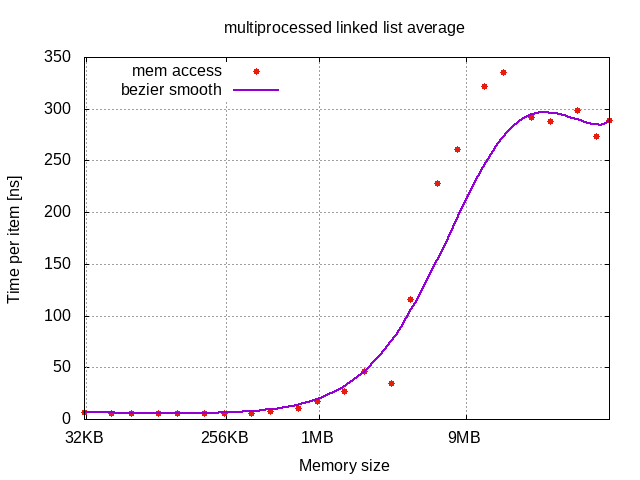 multiprocessed linked list average
350
300
250
200
150
100
50
0
Time per item [ns]
mem access
bezier smooth
32KB 256KB 1MB 9MB
Memory size